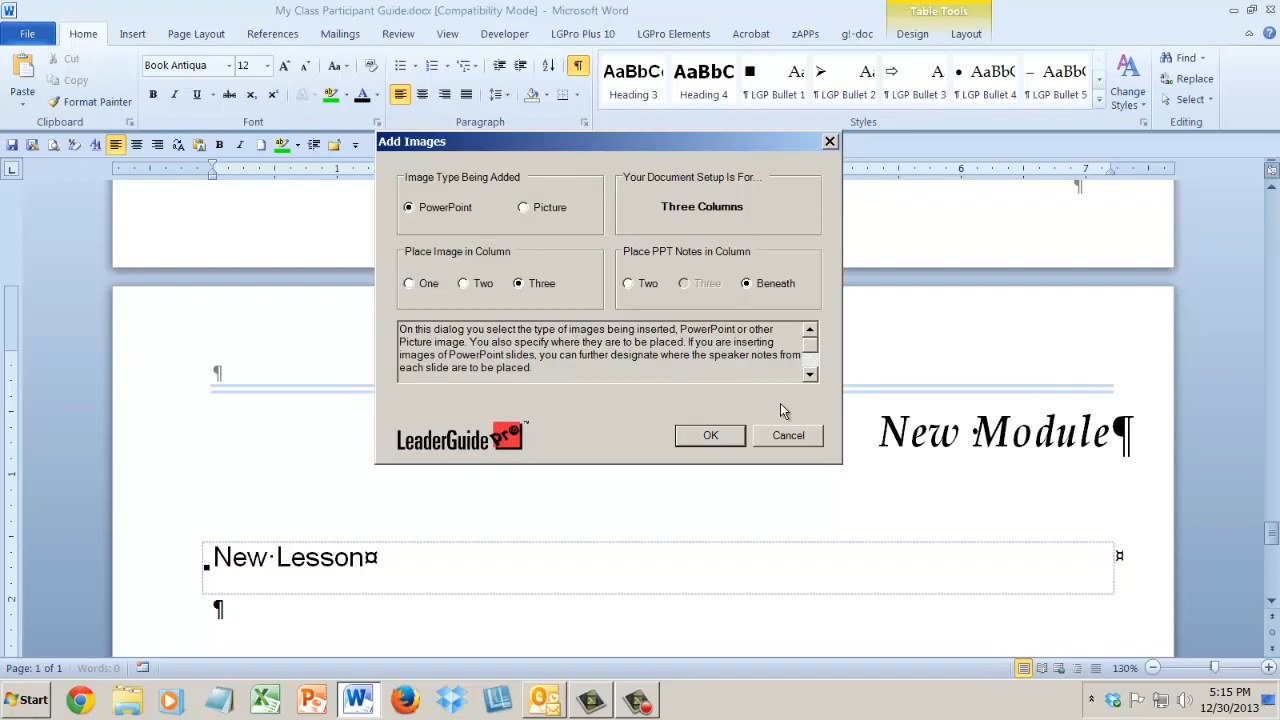 My Class Participant Guide.docx [Compatibility Mode] - Microsoft Word
Table Tools
File Home Insert Page Layout References Mailings Review View Developer LGPro Plus 10 LGPro Elements Acrobat zAPPs g!-doc Design Layout
Paste
Cut
Copy
Format Painter
Book Antiqua 12
AaBbCc AaBbCc AaBbC AaBbC
Heading 3 Heading 4 ¶ LGP Bullet 1 ¶ LGP Bullet 2 ¶ LGP Bullet 3 ¶ LGP Bullet 4 ¶ LGP Bullet 5
Change
Styles
Find
Replace
Select
Clipboard Font Paragraph Styles Editing
1 6 7
Add Images
Image Type Being Added
PowerPoint Picture
Your Document Setup Is For...
Three Columns
Place Image in Column
One Two Three
Place PPT Notes in Column
Two Three Beneath
On this dialog you select the type of images being inserted, PowerPoint or other
Picture image. You also specify where they are to be placed. If you are inserting
images of PowerPoint slides, you can further designate where the speaker notes from
each slide are to be placed.
LeaderGuide pro ™
OK Cancel
New·Module¶
New·Lesson¤
¶
Page: 1 of 1 Words: 0 130%
Start
5:15 PM
12/30/2013